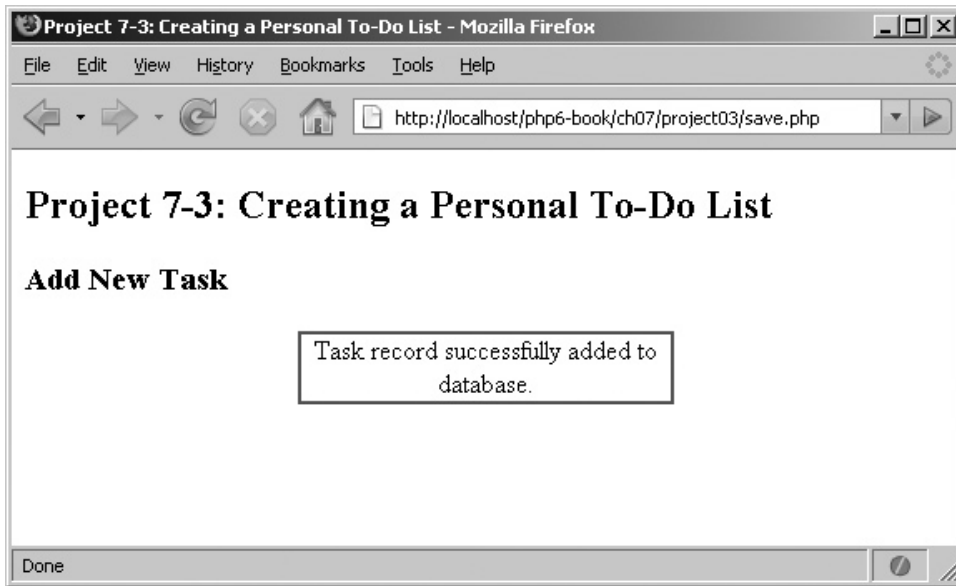 Project 7-3: Creating a Personal To-Do List - Mozilla Firefox
File Edit View History Bookmarks Tools Help
http://localhost/php6-book/ch07/project03/save.php
Project 7-3: Creating a Personal To-Do List
Add New Task
Task record successfully added to
database.
Done